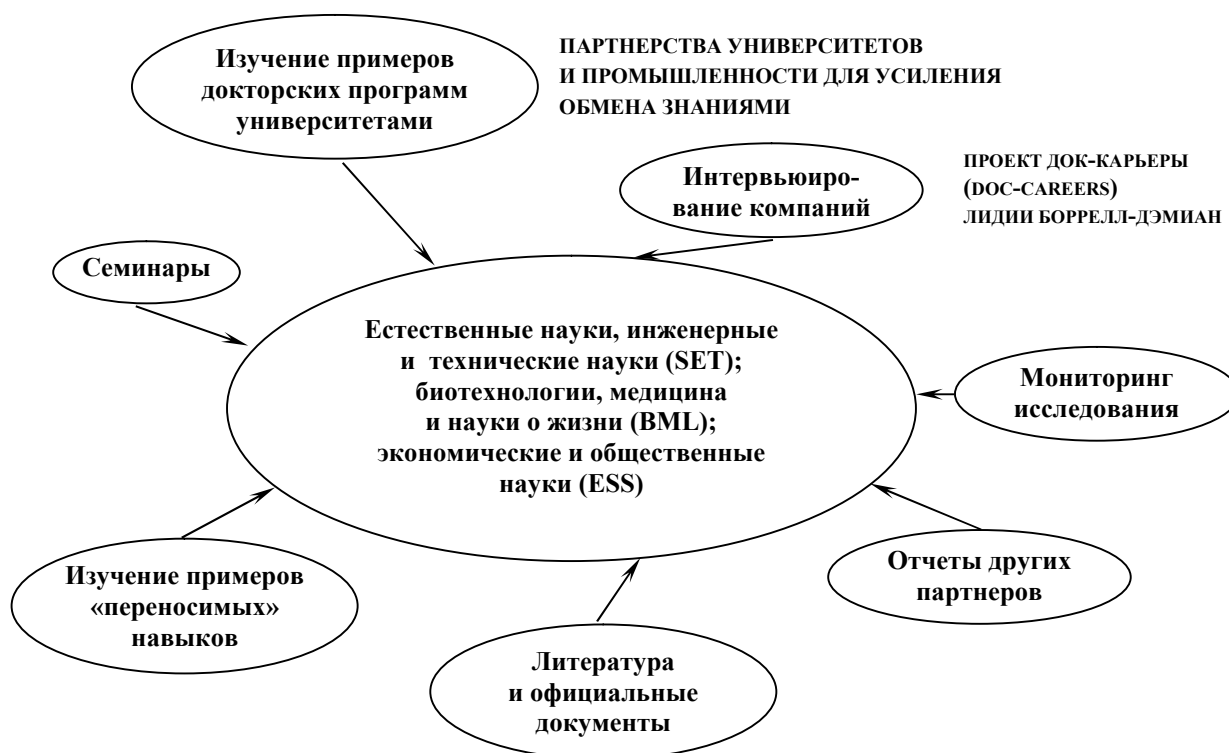 Изучение примеров
докторских программ
университетами
ПАРТНЕРСТВА УНИВЕРСИТЕТОВ
И ПРОМЫШЛЕННОСТИ ДЛЯ УСИЛЕНИЯ
ОБМЕНА ЗНАНИЯМИ
Интервьюиро-
вание компаний
ПРОЕКТ ДОК-КАРЬЕРЫ
(DOC-CAREERS)
ЛИДИИ БОРРЕЛЛ-ДЭМИАН
Семинары
Естественные науки, инженерные
и технические науки (SET);
биотехнологии, медицина
и науки о жизни (BML);
экономические и общественные
науки (ESS)
Мониторинг
исследования
Изучение примеров
«переносимых»
навыков
Отчеты других
партнеров
Литература
и официальные
документы